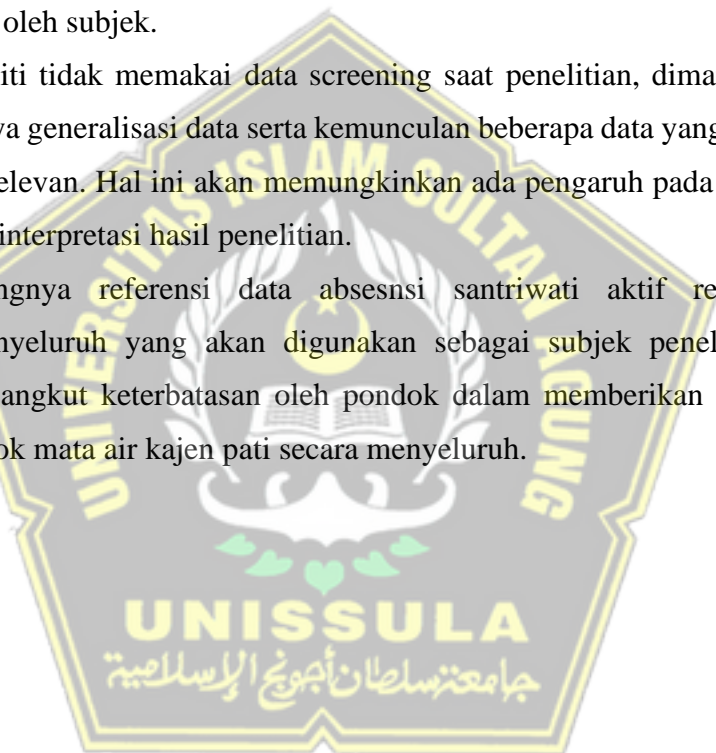 oleh subjek.
iti tidak memakai data screening saat penelitian, dima
va generalisasi data serta kemunculan beberapa data yang
elevan. Hal ini akan memungkinkan ada pengaruh pada
interpretasi hasil penelitian.
ngnya referensi data absesnsi santriwati aktif re
nyeluruh yang akan digunakan sebagai subjek penel
angkut keterbatasan oleh pondok dalam memberikan
ok mata air kajen pati secara menyeluruh.
UNIVERSITAS ISLAM SULTAN AGUNG
UNISSULA
جامعتسلطان أجونج الإسلامية